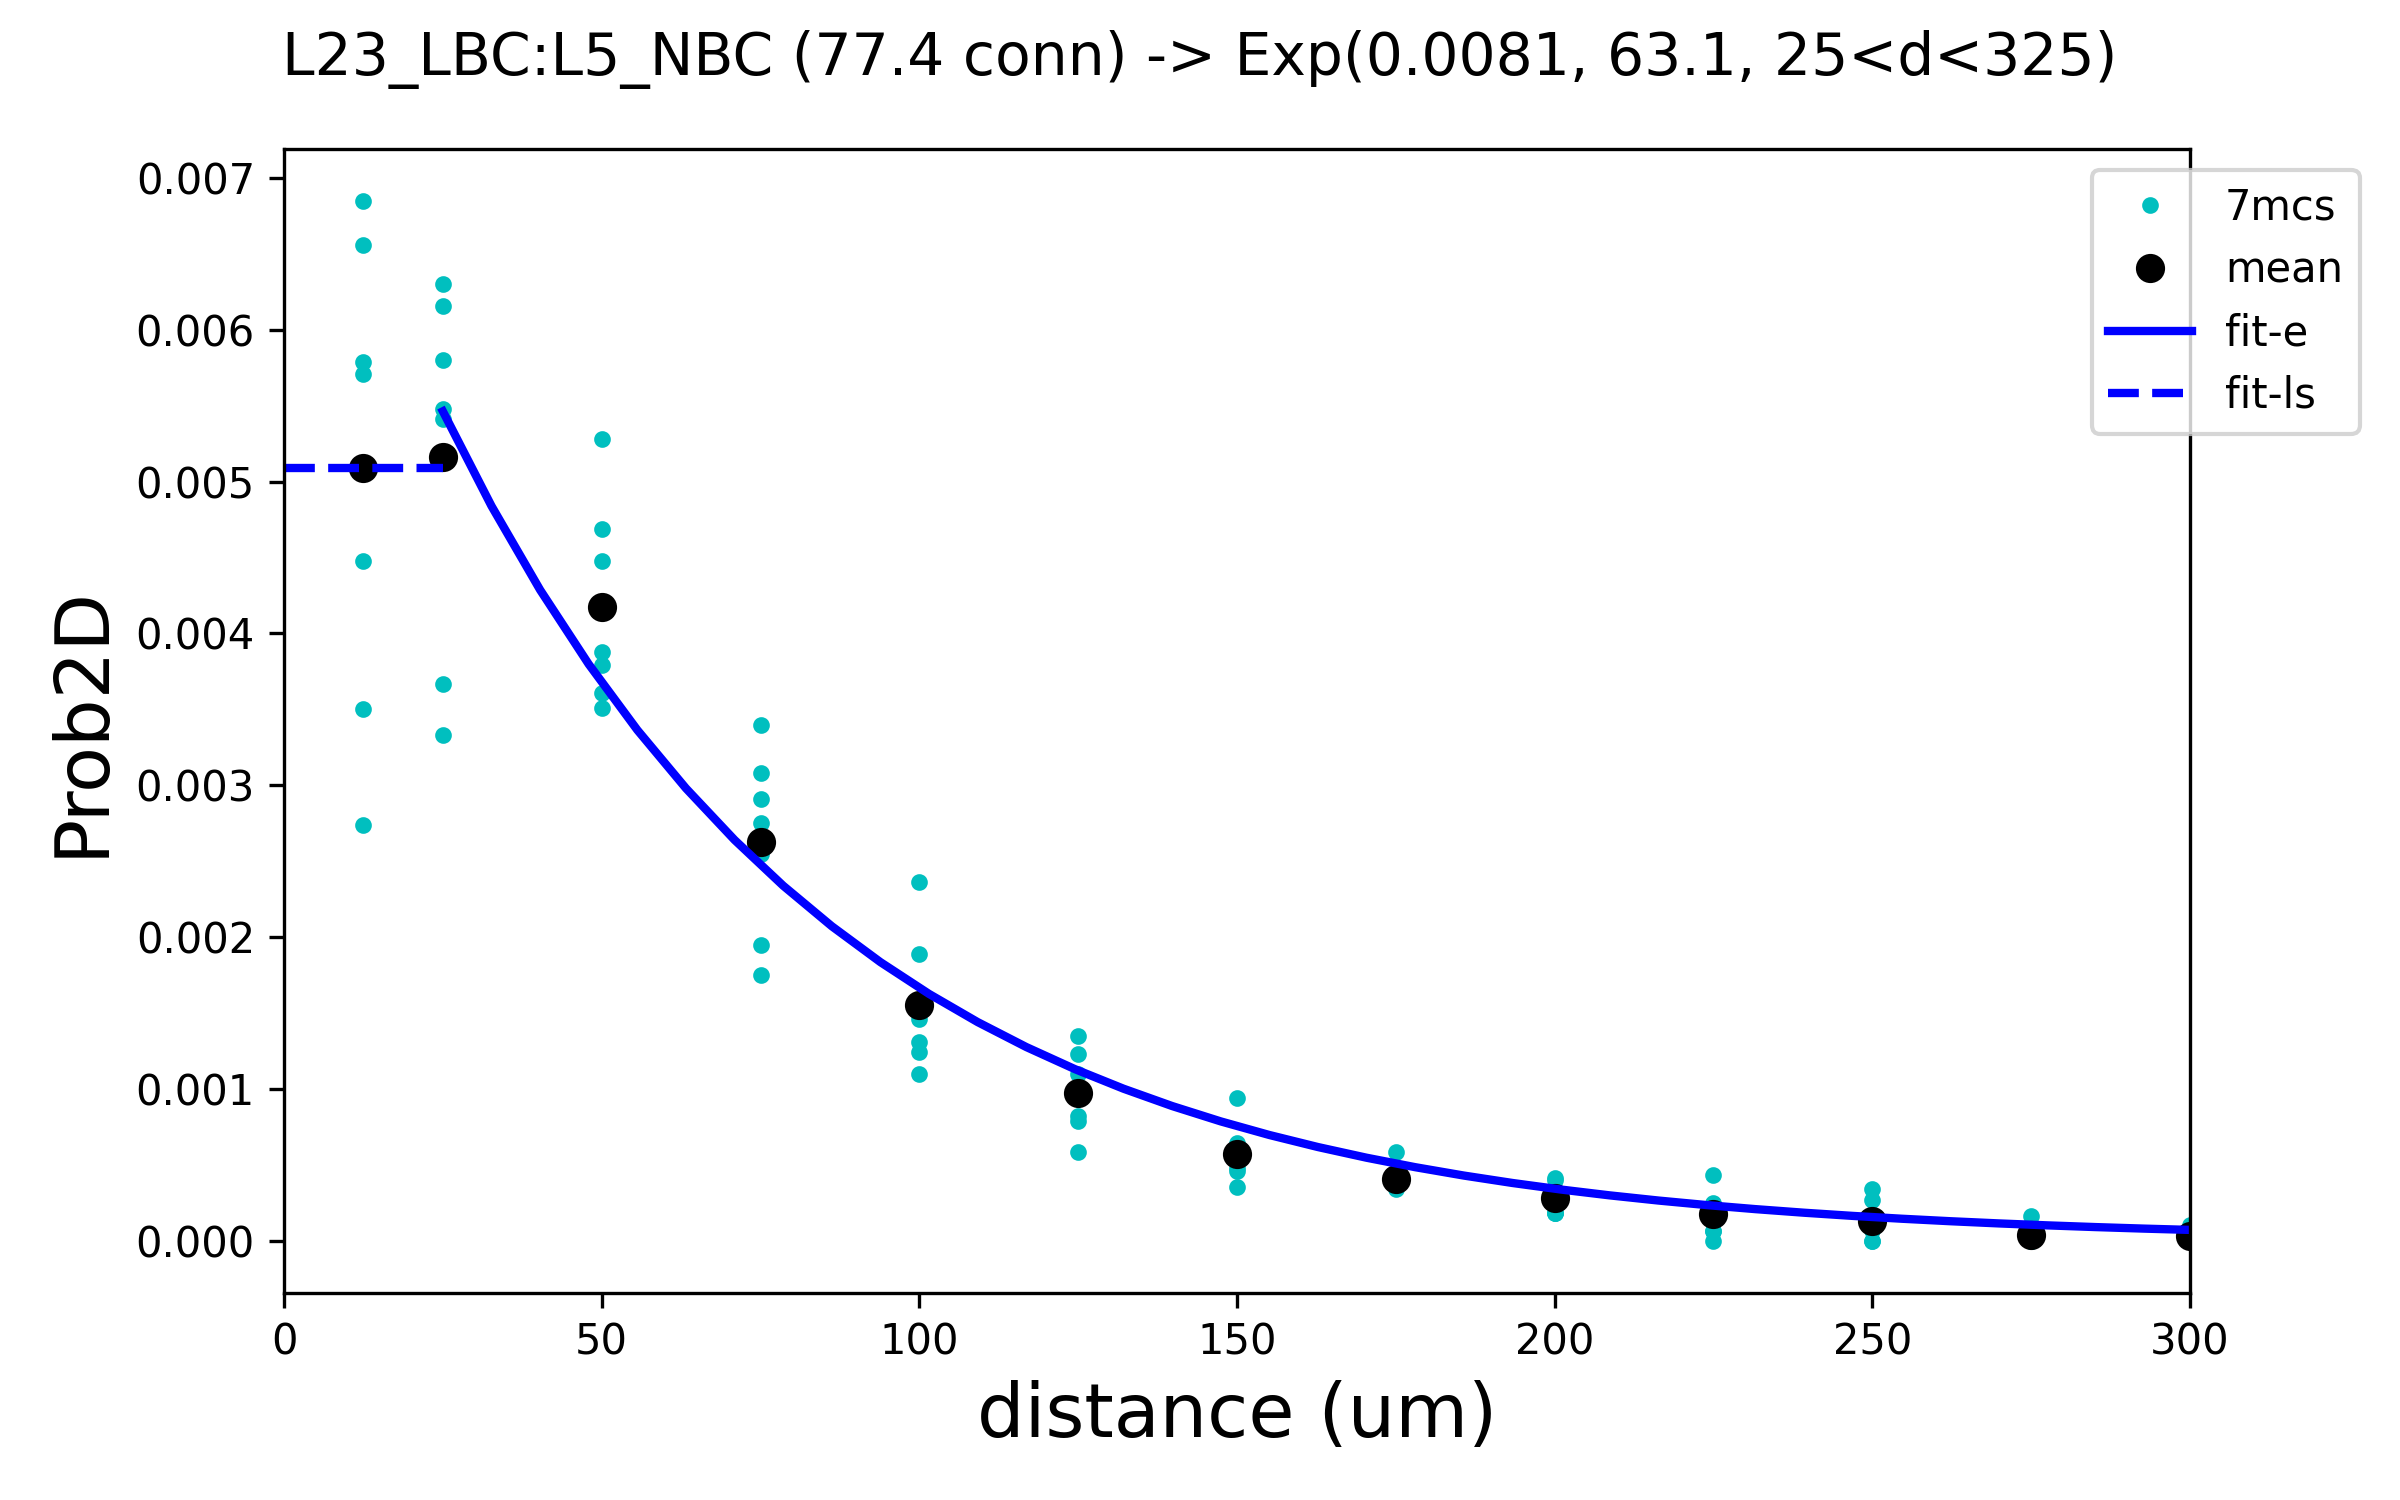 L23_LBC:L5_NBC (77.4 conn) -> Exp(0.0081, 63.1, 25<d<325)
0.007
0.006
0.005
0.004
0.003
0.002
0.001
0.000
Prob2D
7mcs
mean
fit-e
fit-ls
0 50 100 150 200 250 300
distance (um)